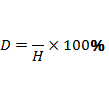 D = — / H × 100%